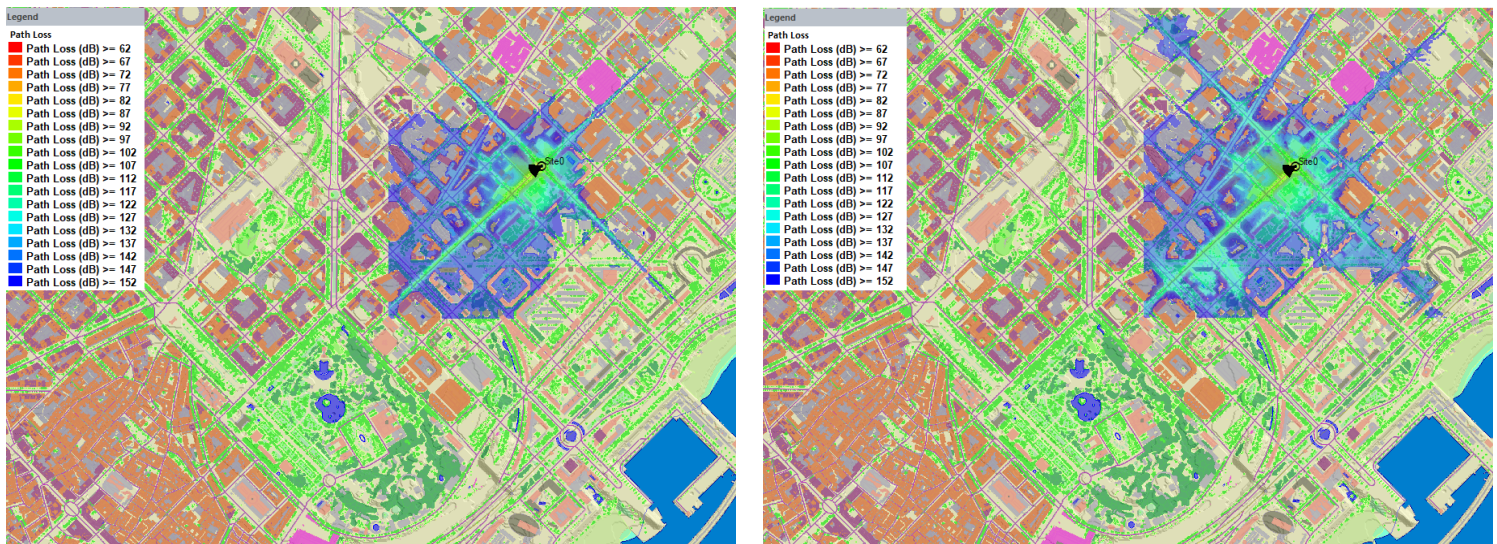 Legend
Path Loss
Path Loss (dB) >= 62
Path Loss (dB) >= 67
Path Loss (dB) >= 72
Path Loss (dB) >= 77
Path Loss (dB) >= 82
Path Loss (dB) >= 87
Path Loss (dB) >= 92
Path Loss (dB) >= 97
Path Loss (dB) >= 102
Path Loss (dB) >= 107
Path Loss (dB) >= 112
Path Loss (dB) >= 117
Path Loss (dB) >= 122
Path Loss (dB) >= 127
Path Loss (dB) >= 132
Path Loss (dB) >= 137
Path Loss (dB) >= 142
Path Loss (dB) >= 147
Path Loss (dB) >= 152
Site0
Legend
Path Loss
Path Loss (dB) >= 62
Path Loss (dB) >= 67
Path Loss (dB) >= 72
Path Loss (dB) >= 77
Path Loss (dB) >= 82
Path Loss (dB) >= 87
Path Loss (dB) >= 92
Path Loss (dB) >= 97
Path Loss (dB) >= 102
Path Loss (dB) >= 107
Path Loss (dB) >= 112
Path Loss (dB) >= 117
Path Loss (dB) >= 122
Path Loss (dB) >= 127
Path Loss (dB) >= 132
Path Loss (dB) >= 137
Path Loss (dB) >= 142
Path Loss (dB) >= 147
Path Loss (dB) >= 152
Site0